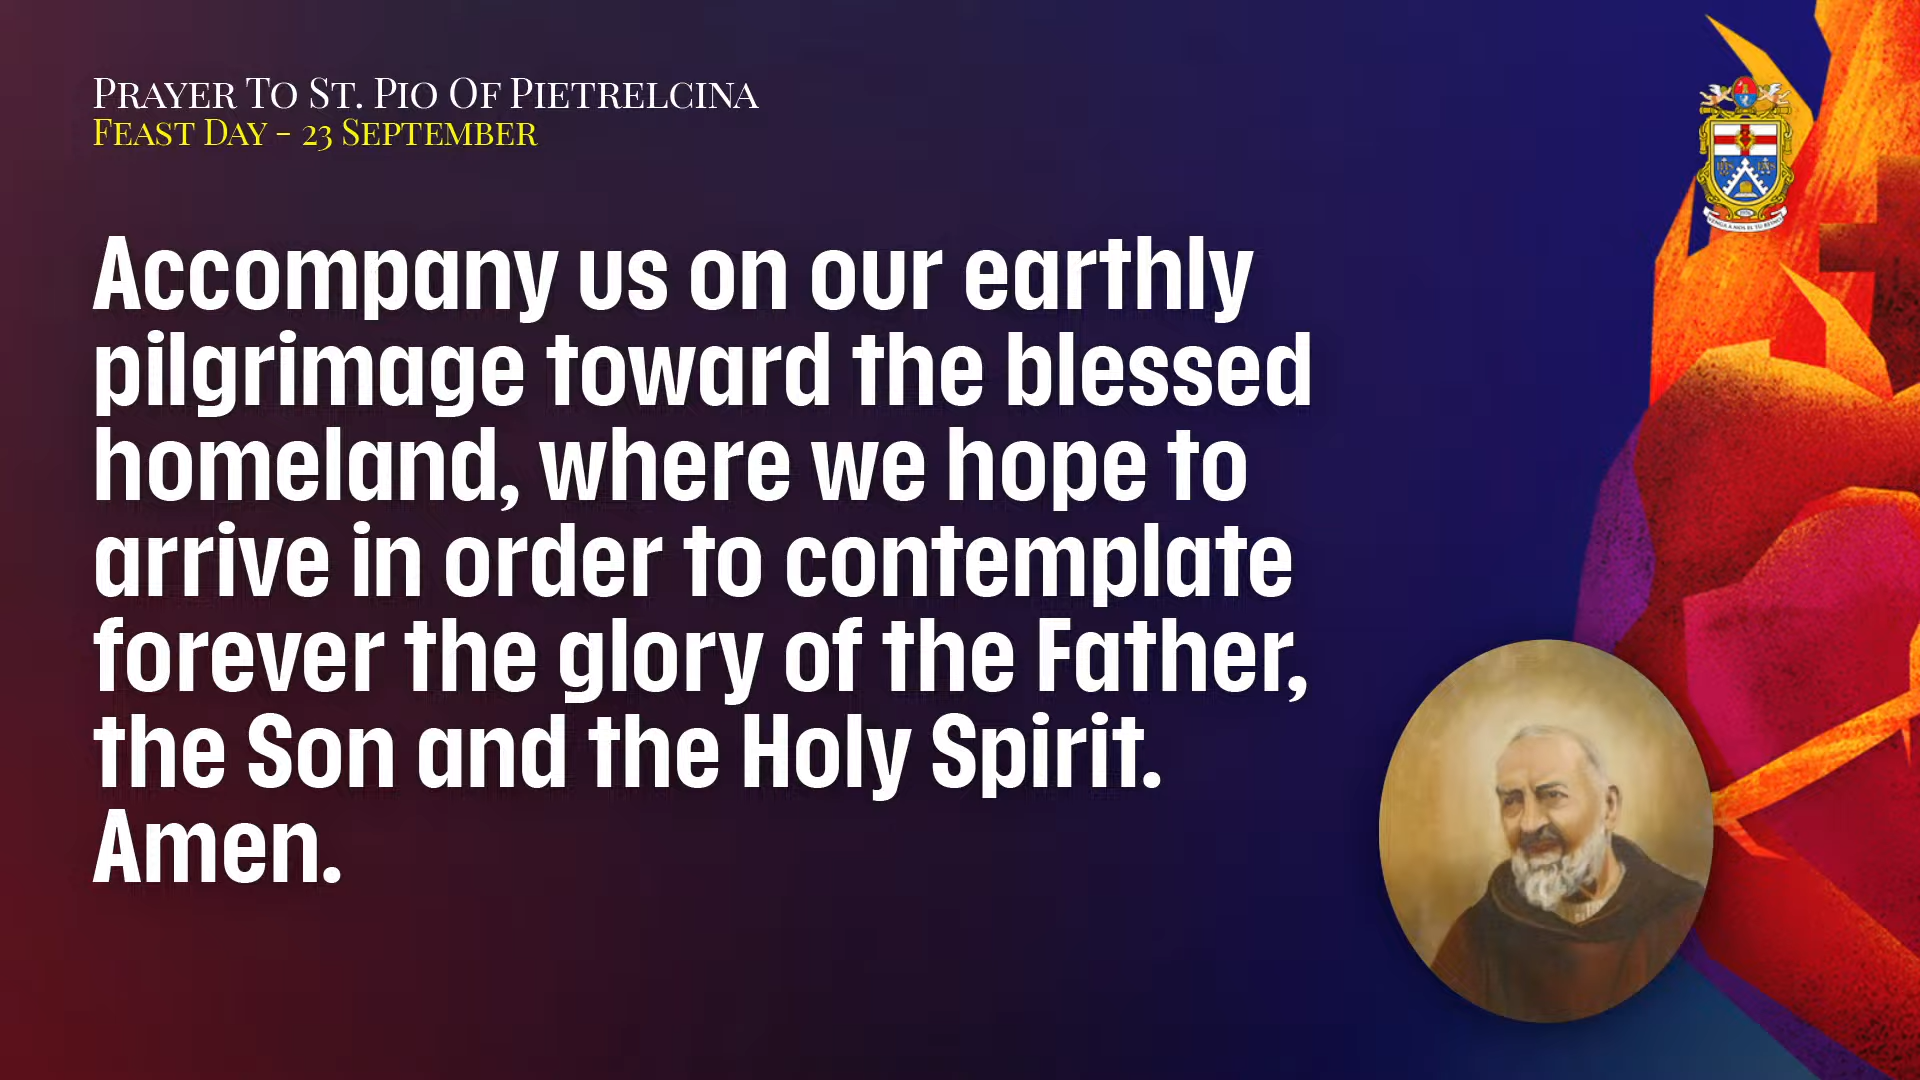 Prayer To St. Pio Of Pietrelcina
Feast Day - 23 September
Accompany us on our earthly
pilgrimage toward the blessed
homeland, where we hope to
arrive in order to contemplate
forever the glory of the Father,
the Son and the Holy Spirit.
Amen.